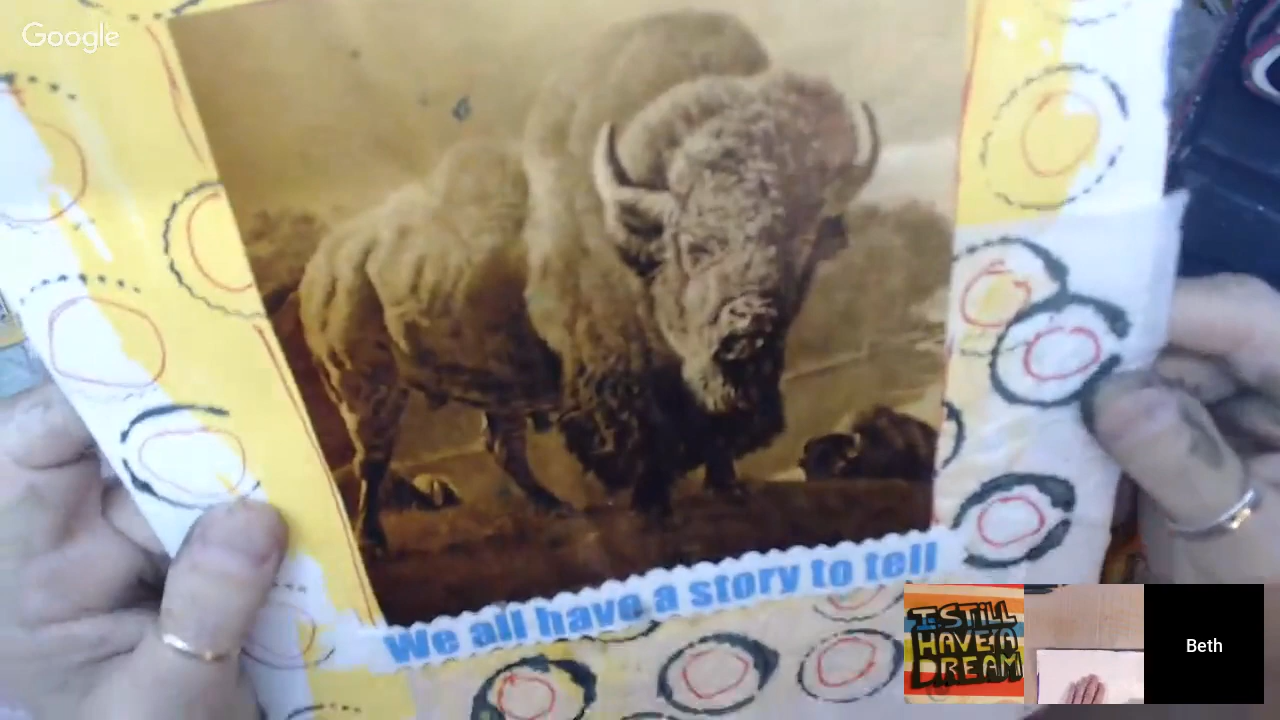 Google
We all have a story to tell
I STILL
HAVE A
DREAM
Beth